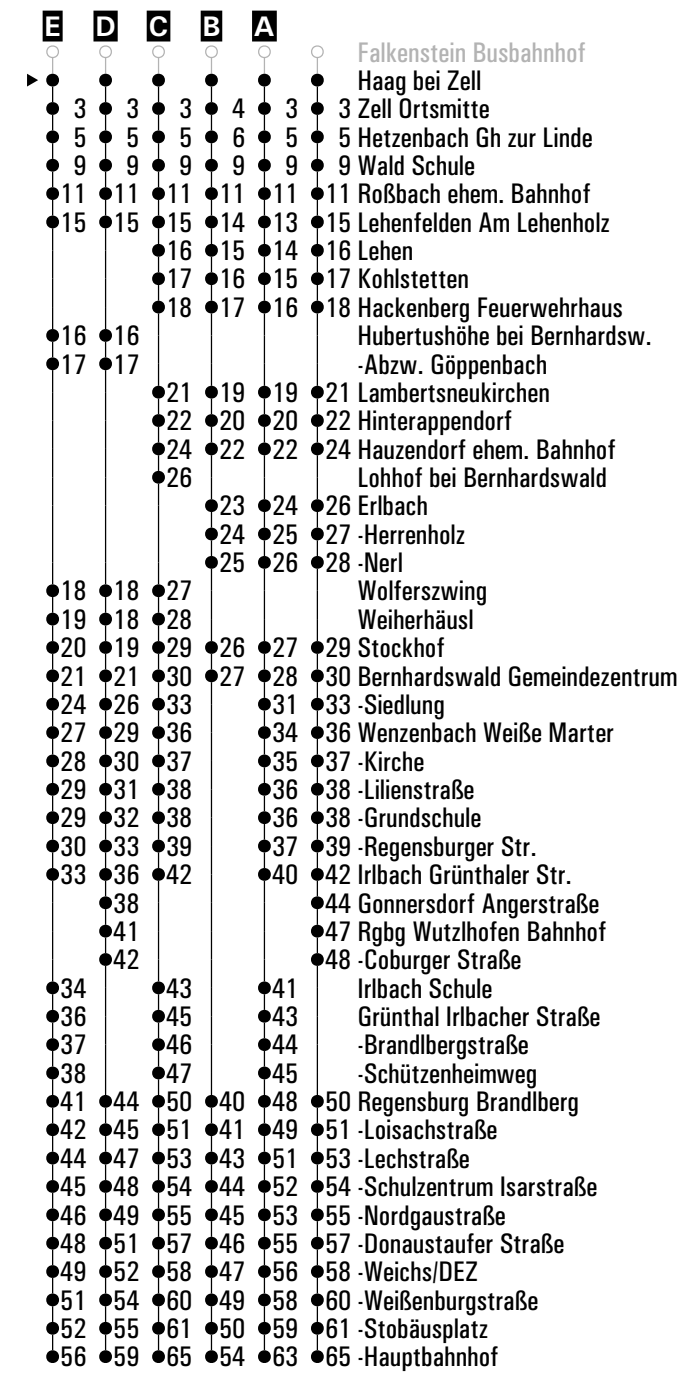 E D C B A
Falkenstein Busbahnhof
Haag bei Zell
3 3 3 4 3 3 Zell Ortsmitte
5 5 5 6 5 5 Hetzenbach Gh zur Linde
9 9 9 9 9 9 Wald Schule
11 11 11 11 11 11 Roßbach ehem. Bahnhof
15 15 15 14 13 15 Lehenfelden Am Lehenholz
16 15 14 16 Lehen
17 16 15 17 Kohlstetten
18 17 16 18 Hackenberg Feuerwehrhaus
16 16 Hubertushöhe bei Bernhardsw.
17 17 -Abzw. Göppenbach
21 19 19 21 Lambertsneukirchen
22 20 20 22 Hinterappendorf
24 22 22 24 Hauzendorf ehem. Bahnhof
26 Lohhof bei Bernhardswald
23 24 26 Erlbach
24 25 27 -Herrenholz
25 26 28 -Nerl
18 18 27 Wolferszwing
19 18 28 Weiherhäusl
20 19 29 26 27 29 Stockhof
21 21 30 27 28 30 Bernhardswald Gemeindezentrum
24 26 33 31 33 -Siedlung
27 29 36 34 36 Wenzenbach Weiße Marter
28 30 37 35 37 -Kirche
29 31 38 36 38 -Lilienstraße
29 32 38 36 38 -Grundschule
30 33 39 37 39 -Regensburger Str.
33 36 42 40 42 Irlbach Grünthaler Str.
38 44 Gonnersdorf Angerstraße
41 47 Rgbg Wutzlhofen Bahnhof
42 48 -Coburger Straße
34 43 41 Irlbach Schule
36 45 43 Grünthal Irlbacher Straße
37 46 44 -Brandlbergstraße
38 47 45 -Schützenheimweg
41 44 50 40 48 50 Regensburg Brandlberg
42 45 51 41 49 51 -Loisachstraße
44 47 53 43 51 53 -Lechstraße
45 48 54 44 52 54 -Schulzentrum Isarstraße
46 49 55 45 53 55 -Nordgaustraße
48 51 57 46 55 57 -Donaustaufer Straße
49 52 58 47 56 58 -Weichs/DEZ
51 54 60 49 58 60 -Weißenburgstraße
52 55 61 50 59 61 -Stobäusplatz
56 59 65 54 63 65 -Hauptbahnhof